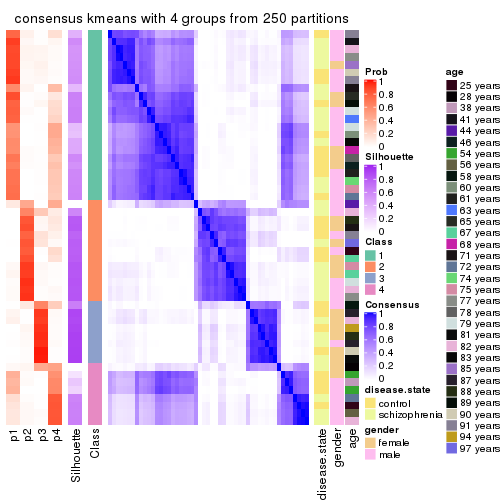 consensus kmeans with 4 groups from 250 partitions
p1
p2
p3
p4
Silhouette
Class
disease.state
gender
age
Prob
1
0.8
0.6
0.4
0.2
0
Silhouette
1
0.8
0.6
0.4
0.2
0
Class
1
2
3
4
Consensus
1
0.8
0.6
0.4
0.2
0
disease.state
control
schizophrenia
gender
female
male
age
25 years
28 years
38 years
41 years
44 years
46 years
54 years
56 years
58 years
60 years
61 years
63 years
65 years
67 years
68 years
71 years
72 years
74 years
75 years
77 years
78 years
79 years
81 years
82 years
83 years
85 years
87 years
88 years
89 years
90 years
91 years
94 years
97 years